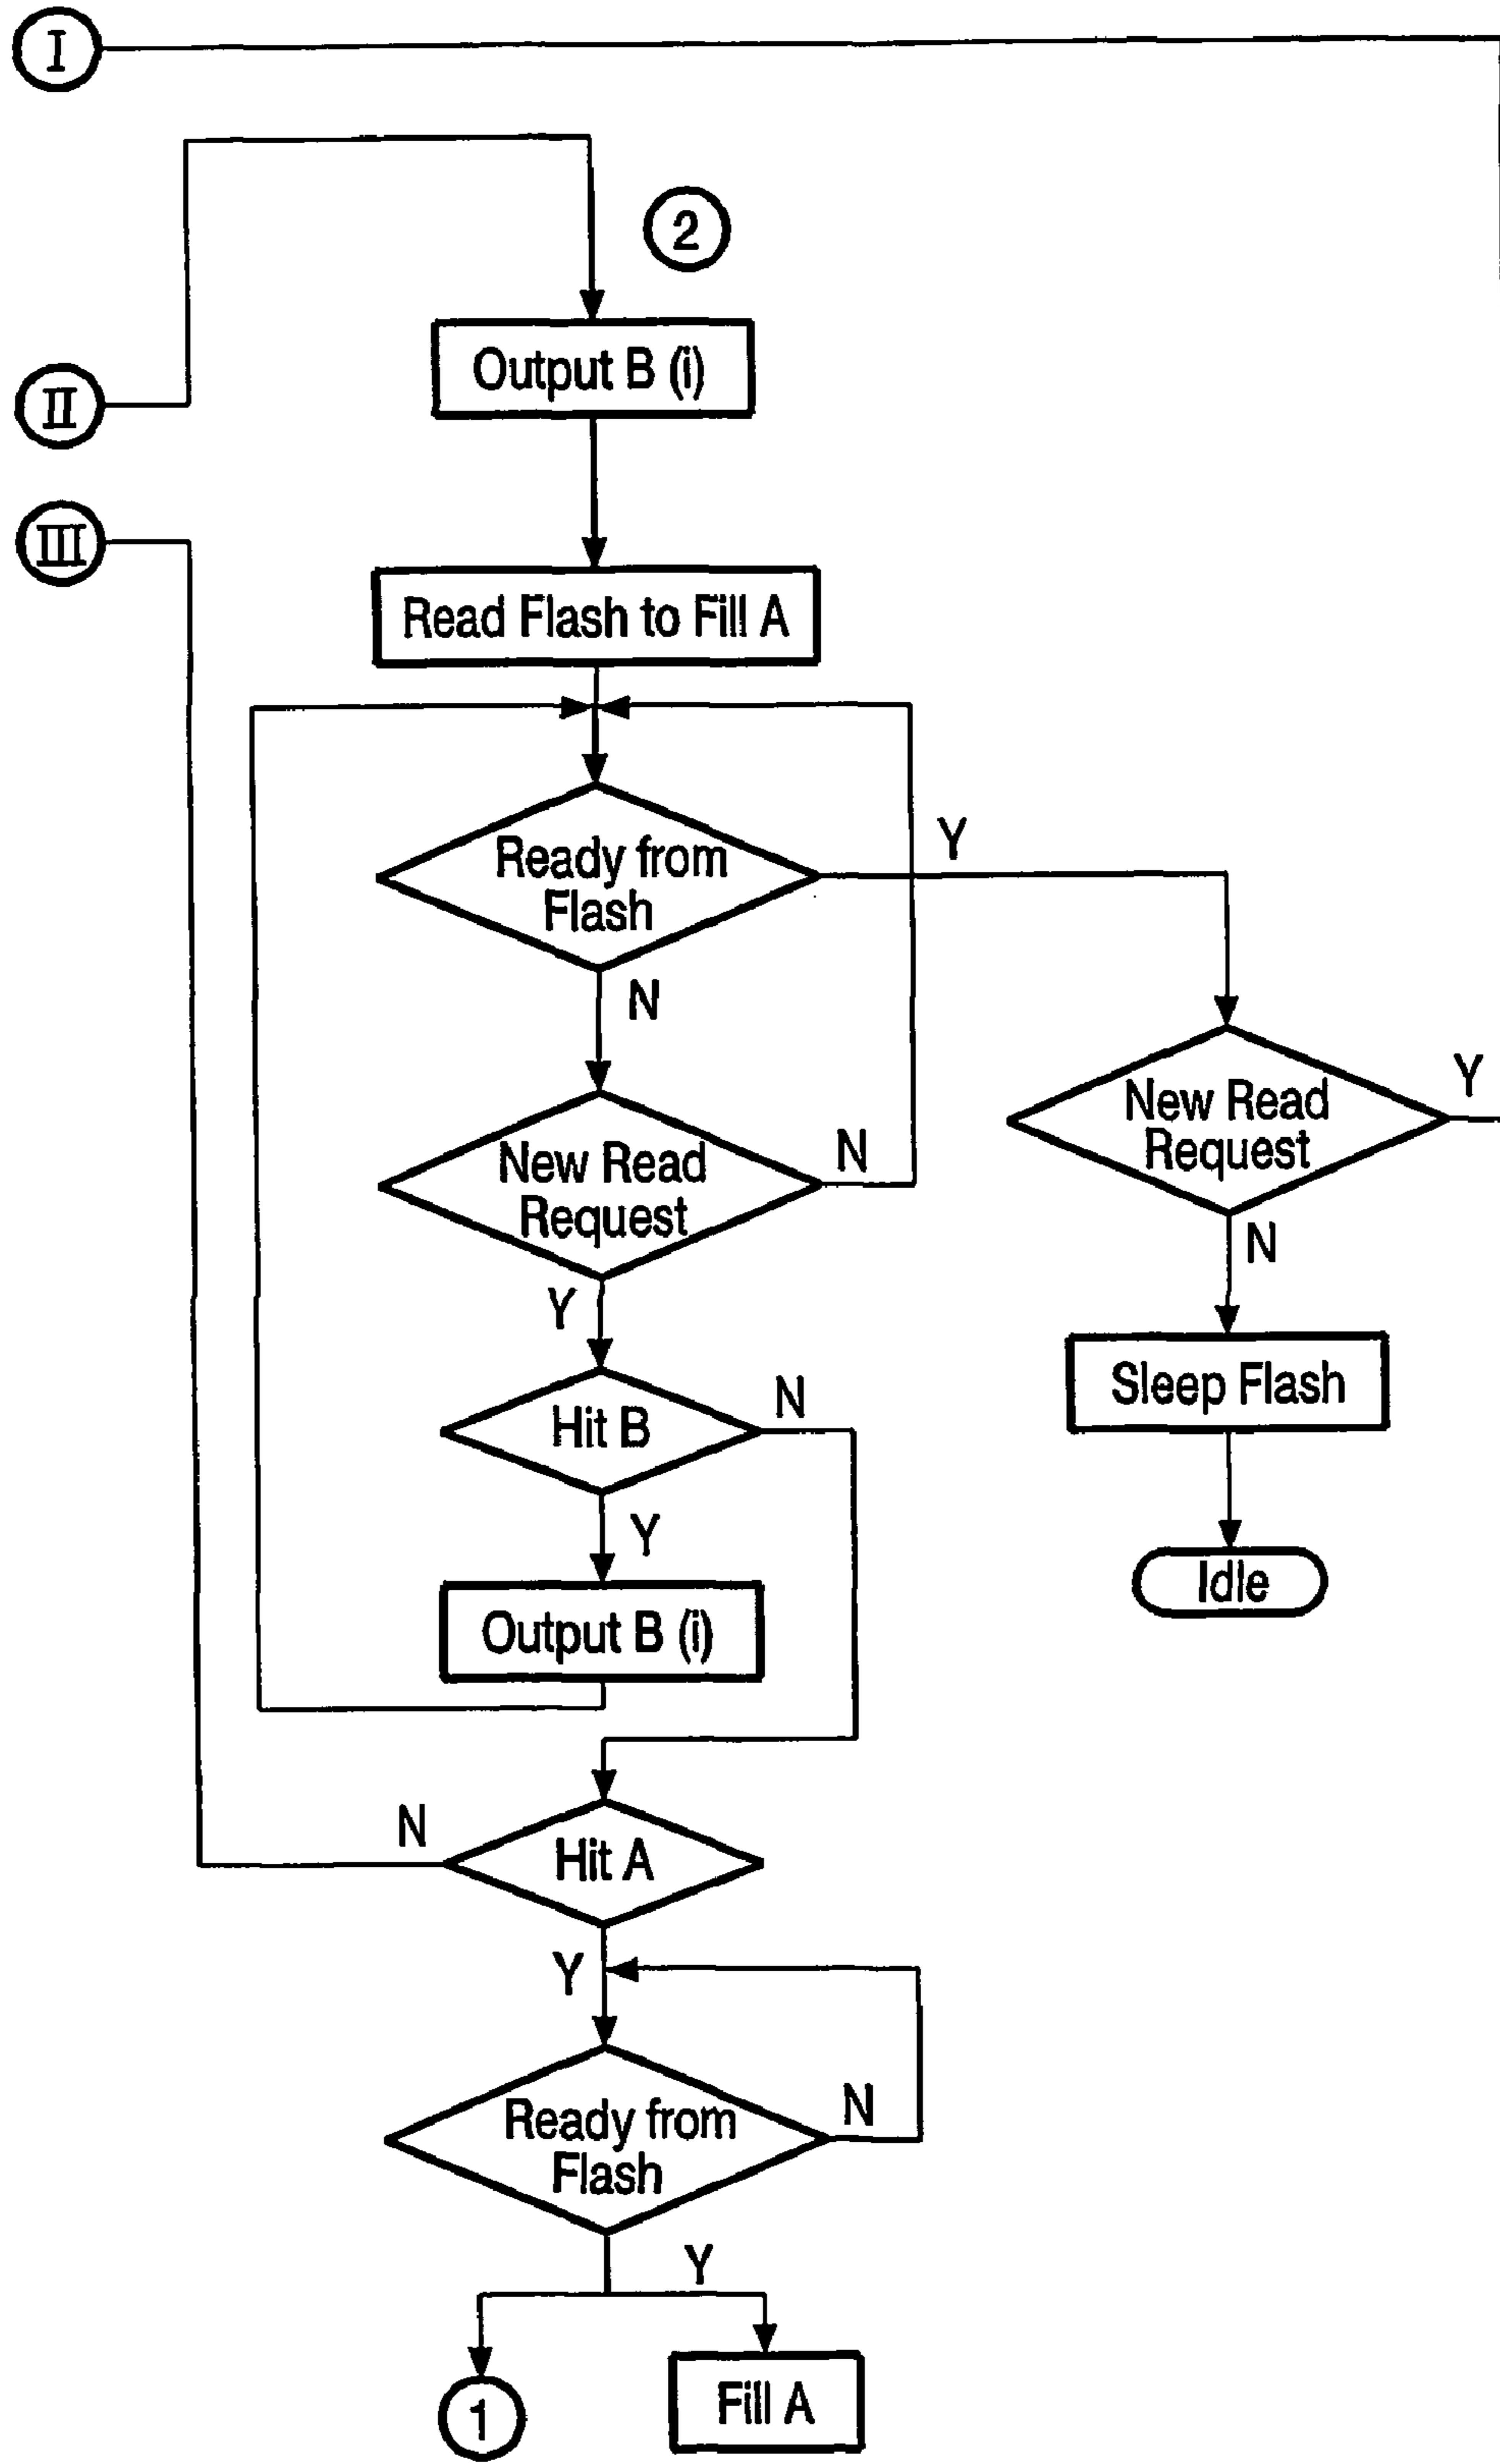 I
2
Output B (i)
II
III
Read Flash to Fill A
Y
Ready from
Flash
N
Y
New Read
Request
New Read
Request
N
N
Y
Sleep Flash
N
Hit B
Y
Idle
Output B (i)
N
Hit A
Y
Ready from
Flash
N
Y
1
Fill A